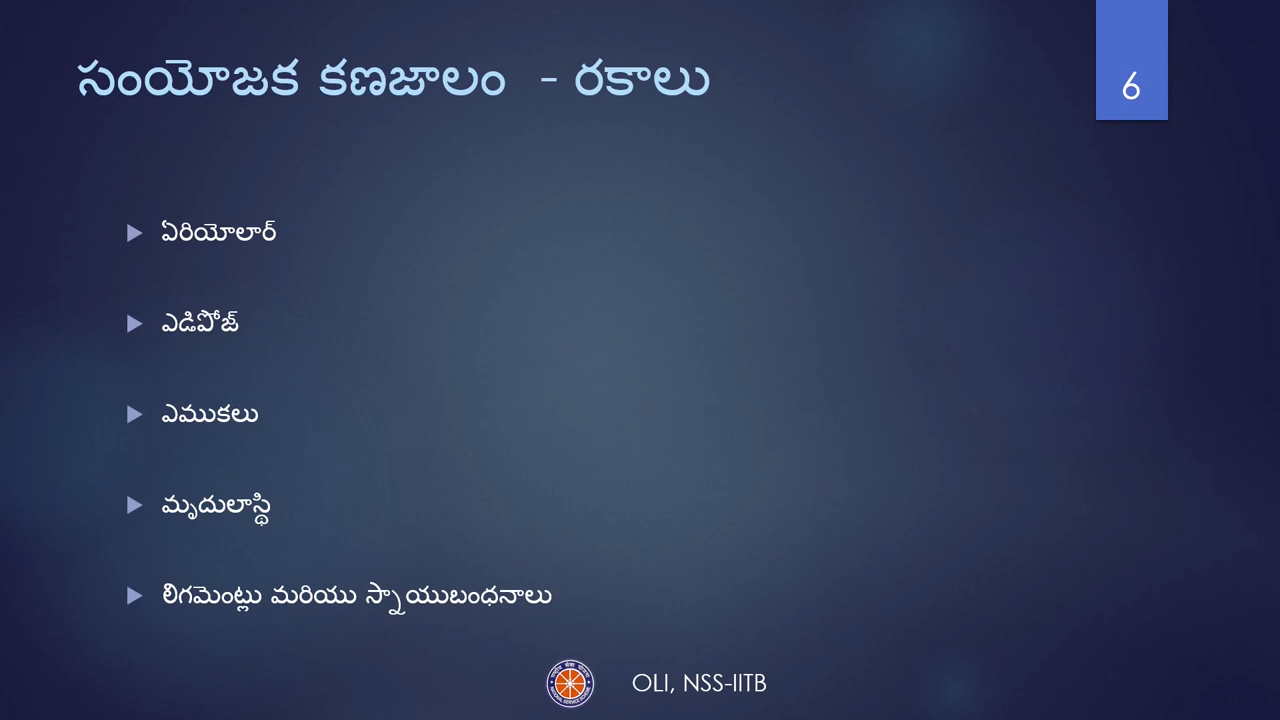 సంయోజక కణజాలం - రకాలు
6
ఏరియోలార్
ఎడిపోజ్
ఎముకలు
మృదులాస్థి
లిగమెంట్లు మరియు స్నాయుబంధనాలు
OLI, NSS-IITB